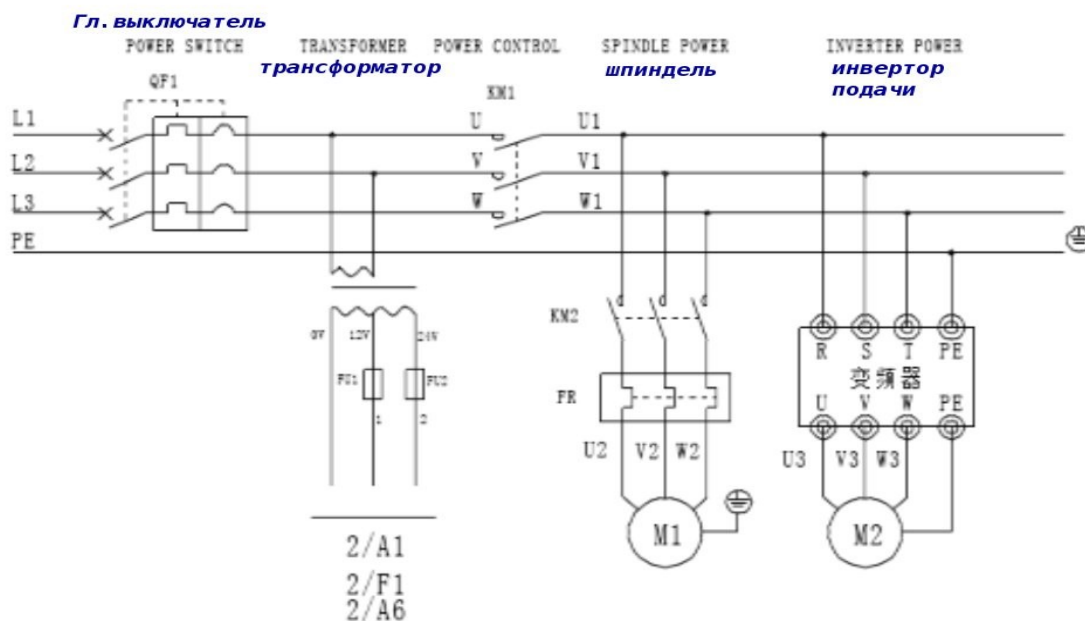 Гл.выключатель
POWER SWITCH TRANSFORMER POWER CONTROL SPINDLE POWER INVERTER POWER
трансформатор шпиндель инвертор
подачи
QF1 KM1
L1 U U1
L2 V V1
L3 W W1
PE
KM2
0V 12V 24V
R S T PE
FU1 FU2 FR 变频器
U V W PE
1 2
U2 V2 W2 U3 V3 W3
M1 M2
2/A1
2/F1
2/A6